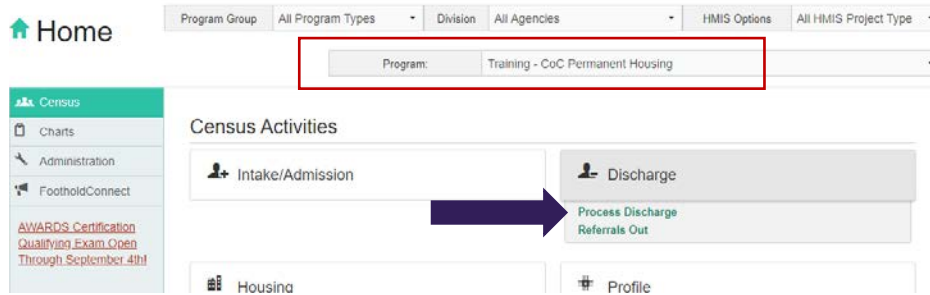 Home
Program Group All Program Types Division All Agencies HMIS Options All HMIS Project Type
Program: Training - CoC Permanent Housing
Census
Charts
Administration
FootholdConnect
AWARDS Certification
Qualifying Exam Open
Through September 4th!
Census Activities
Intake/Admission
Discharge
Process Discharge
Referrals Out
Housing
Profile